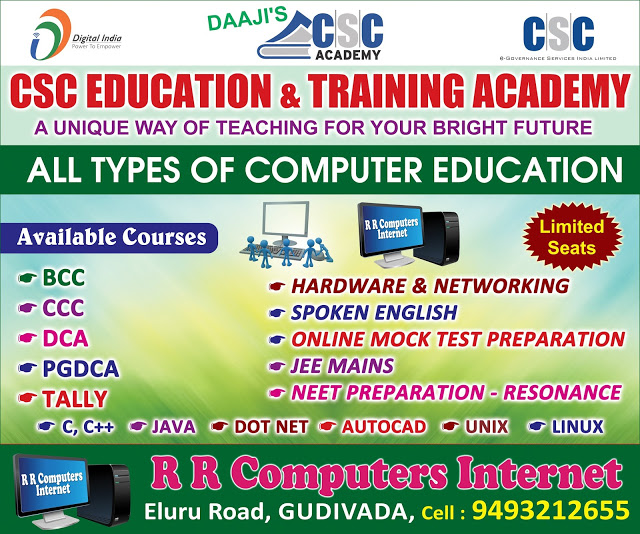 Digital India
Power To Empower
DAAJI'S
CSC
ACADEMY
CSC
e-Governance Services India Limited
CSC EDUCATION & TRAINING ACADEMY
A UNIQUE WAY OF TEACHING FOR YOUR BRIGHT FUTURE
ALL TYPES OF COMPUTER EDUCATION
Available Courses
R R Computers
Internet
Limited
Seats
BCC
CCC
DCA
PGDCA
TALLY
HARDWARE & NETWORKING
SPOKEN ENGLISH
ONLINE MOCK TEST PREPARATION
JEE MAINS
NEET PREPARATION - RESONANCE
C, C++ JAVA DOT NET AUTOCAD UNIX LINUX
R R Computers
Internet
R R Computers Internet
Eluru Road, GUDIVADA, Cell : 9493212655